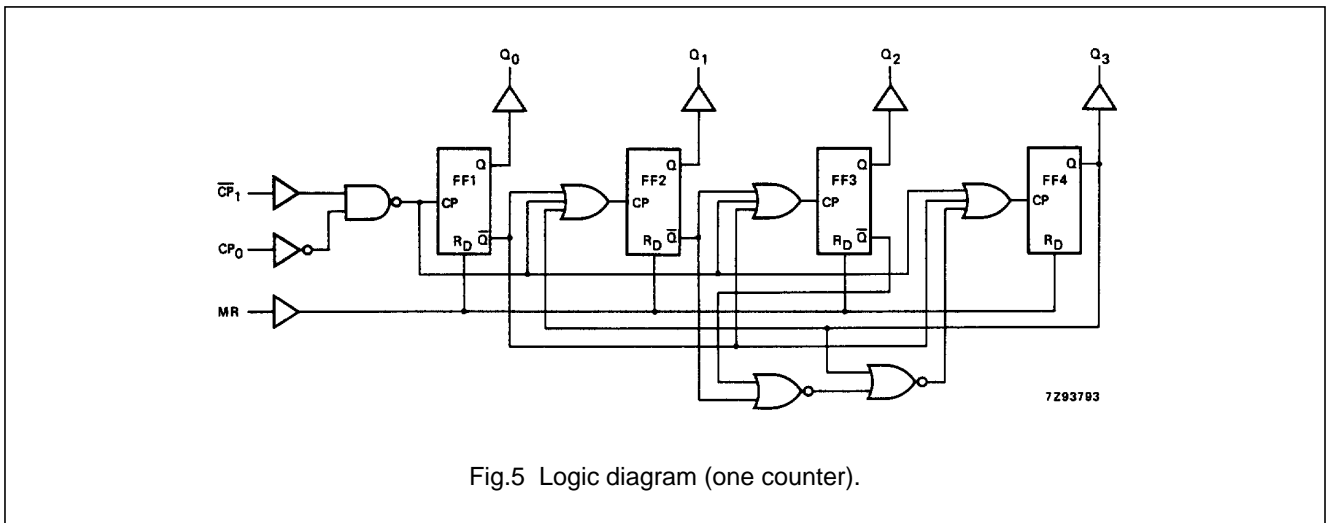 Q0 Q1 Q2 Q3
Q Q Q Q
FF1 FF2 FF3 FF4
C̅P̅1
CP CP CP CP
CP0
RD Q̅ RD Q̅ RD Q̅ RD
MR
7Z93793
Fig.5 Logic diagram (one counter).